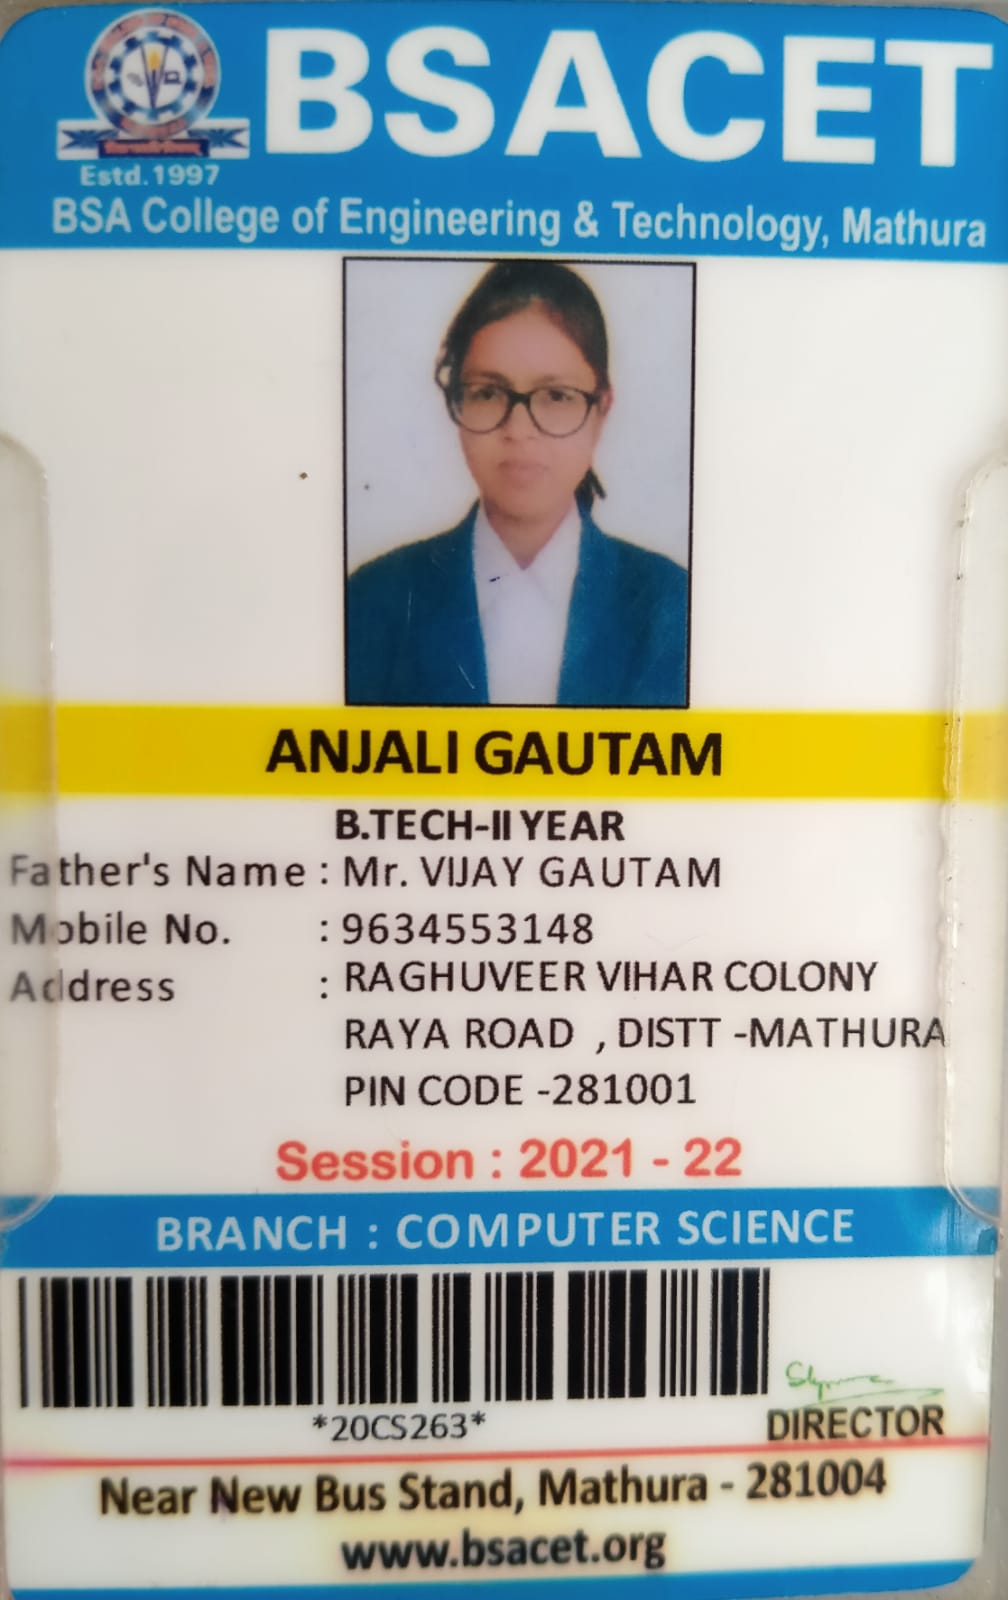 BSACET
Estd.1997
BSA College of Engineering & Technology, Mathura
ANJALI GAUTAM
B.TECH-II YEAR
Father's Name : Mr. VIJAY GAUTAM
Mobile No. : 9634553148
Address : RAGHUVEER VIHAR COLONY
RAYA ROAD , DISTT -MATHURA
PIN CODE -281001
Session : 2021 - 22
BRANCH : COMPUTER SCIENCE
*20CS263*
DIRECTOR
Near New Bus Stand, Mathura - 281004
www.bsacet.org